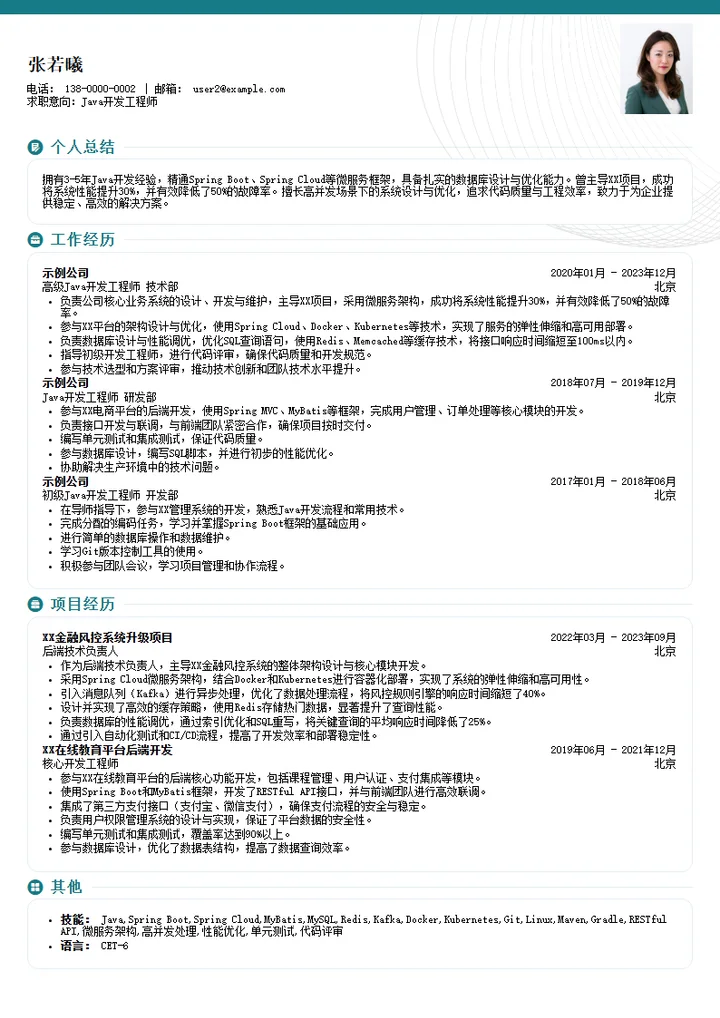 张若曦
电话： 138-0000-0002 | 邮箱： user2@example.com
求职意向：Java开发工程师
个人总结
拥有3-5年Java开发经验，精通Spring Boot、Spring Cloud等微服务框架，具备扎实的数据库设计与优化能力。曾主导XX项目，成功
将系统性能提升30%，并有效降低了50%的故障率。擅长高并发场景下的系统设计与优化，追求代码质量与工程效率，致力于为企业提
供稳定、高效的解决方案。
工作经历
示例公司 2020年01月 - 2023年12月
高级Java开发工程师 技术部 北京
• 负责公司核心业务系统的设计、开发与维护，主导XX项目，采用微服务架构，成功将系统性能提升30%，并有效降低了50%的故障
率。
• 参与XX平台的架构设计与优化，使用Spring Cloud、Docker、Kubernetes等技术，实现了服务的弹性伸缩和高可用部署。
• 负责数据库设计与性能调优，优化SQL查询语句，使用Redis、Memcached等缓存技术，将接口响应时间缩短至100ms以内。
• 指导初级开发工程师，进行代码评审，确保代码质量和开发规范。
• 参与技术选型和方案评审，推动技术创新和团队技术水平提升。
示例公司 2018年07月 - 2019年12月
Java开发工程师 研发部 北京
• 参与XX电商平台的后端开发，使用Spring MVC、MyBatis等框架，完成用户管理、订单处理等核心模块的开发。
• 负责接口开发与联调，与前端团队紧密合作，确保项目按时交付。
• 编写单元测试和集成测试，保证代码质量。
• 参与数据库设计，编写SQL脚本，并进行初步的性能优化。
• 协助解决生产环境中的技术问题。
示例公司 2017年01月 - 2018年06月
初级Java开发工程师 开发部 北京
• 在导师指导下，参与XX管理系统的开发，熟悉Java开发流程和常用技术。
• 完成分配的编码任务，学习并掌握Spring Boot框架的基础应用。
• 进行简单的数据库操作和数据维护。
• 学习Git版本控制工具的使用。
• 积极参与团队会议，学习项目管理和协作流程。
项目经历
XX金融风控系统升级项目 2022年03月 - 2023年09月
后端技术负责人 北京
• 作为后端技术负责人，主导XX金融风控系统的整体架构设计与核心模块开发。
• 采用Spring Cloud微服务架构，结合Docker和Kubernetes进行容器化部署，实现了系统的弹性伸缩和高可用性。
• 引入消息队列（Kafka）进行异步处理，优化了数据处理流程，将风控规则引擎的响应时间缩短了40%。
• 设计并实现了高效的缓存策略，使用Redis存储热门数据，显著提升了查询性能。
• 负责数据库的性能调优，通过索引优化和SQL重写，将关键查询的平均响应时间降低了25%。
• 通过引入自动化测试和CI/CD流程，提高了开发效率和部署稳定性。
XX在线教育平台后端开发 2019年06月 - 2021年12月
核心开发工程师 北京
• 参与XX在线教育平台的后端核心功能开发，包括课程管理、用户认证、支付集成等模块。
• 使用Spring Boot和MyBatis框架，开发了RESTful API接口，并与前端团队进行高效联调。
• 集成了第三方支付接口（支付宝、微信支付），确保支付流程的安全与稳定。
• 负责用户权限管理系统的设计与实现，保证了平台数据的安全性。
• 编写单元测试和集成测试，覆盖率达到90%以上。
• 参与数据库设计，优化了数据表结构，提高了数据查询效率。
其他
• 技能： Java,Spring Boot,Spring Cloud,MyBatis,MySQL,Redis,Kafka,Docker,Kubernetes,Git,Linux,Maven,Gradle,RESTful
API,微服务架构,高并发处理,性能优化,单元测试,代码评审
• 语言： CET-6